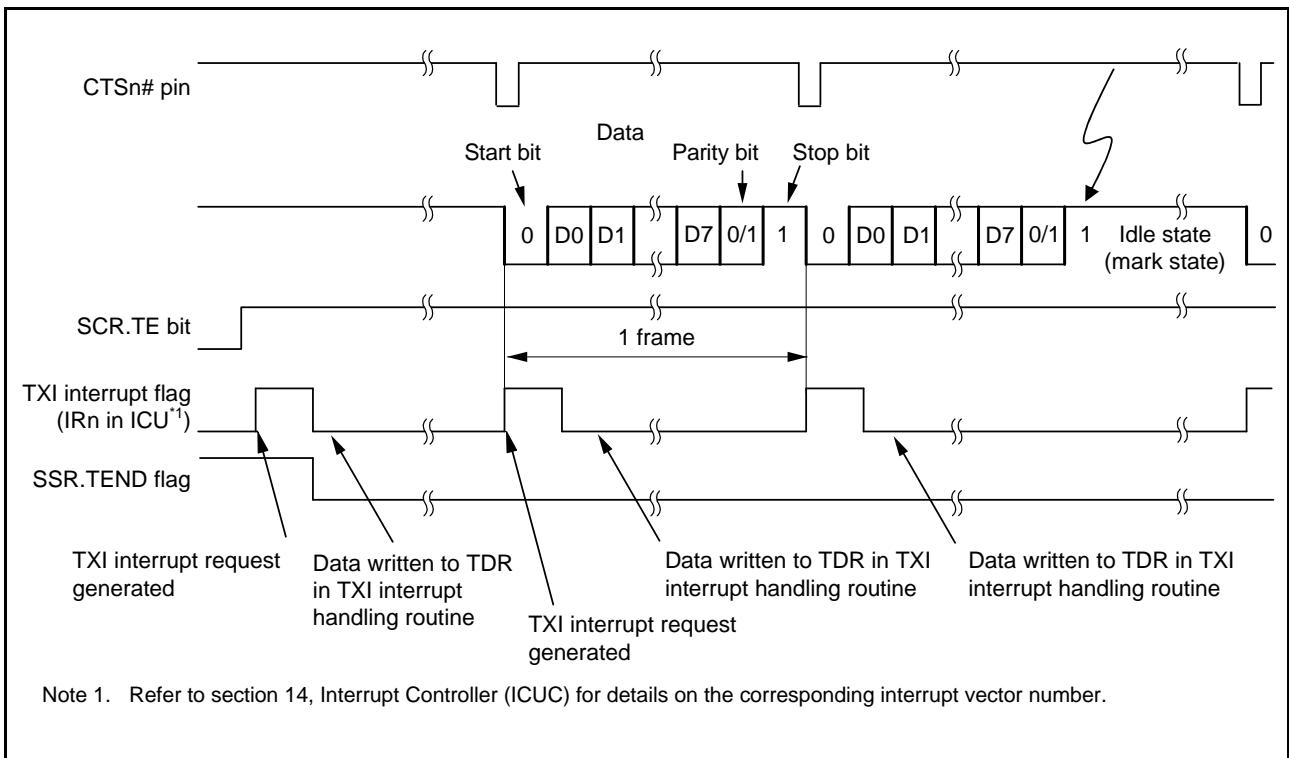 CTSn# pin
Data
Start bit
Parity bit
Stop bit
0 D0 D1 D7 0/1 1 0 D0 D1 D7 0/1 1 Idle state 0
(mark state)
SCR.TE bit
1 frame
TXI interrupt flag
(IRn in ICU*1)
SSR.TEND flag
TXI interrupt request
generated
Data written to TDR
in TXI interrupt
handling routine
TXI interrupt request
generated
Data written to TDR in TXI
interrupt handling routine
Data written to TDR in TXI
interrupt handling routine
Note 1. Refer to section 14, Interrupt Controller (ICUC) for details on the corresponding interrupt vector number.